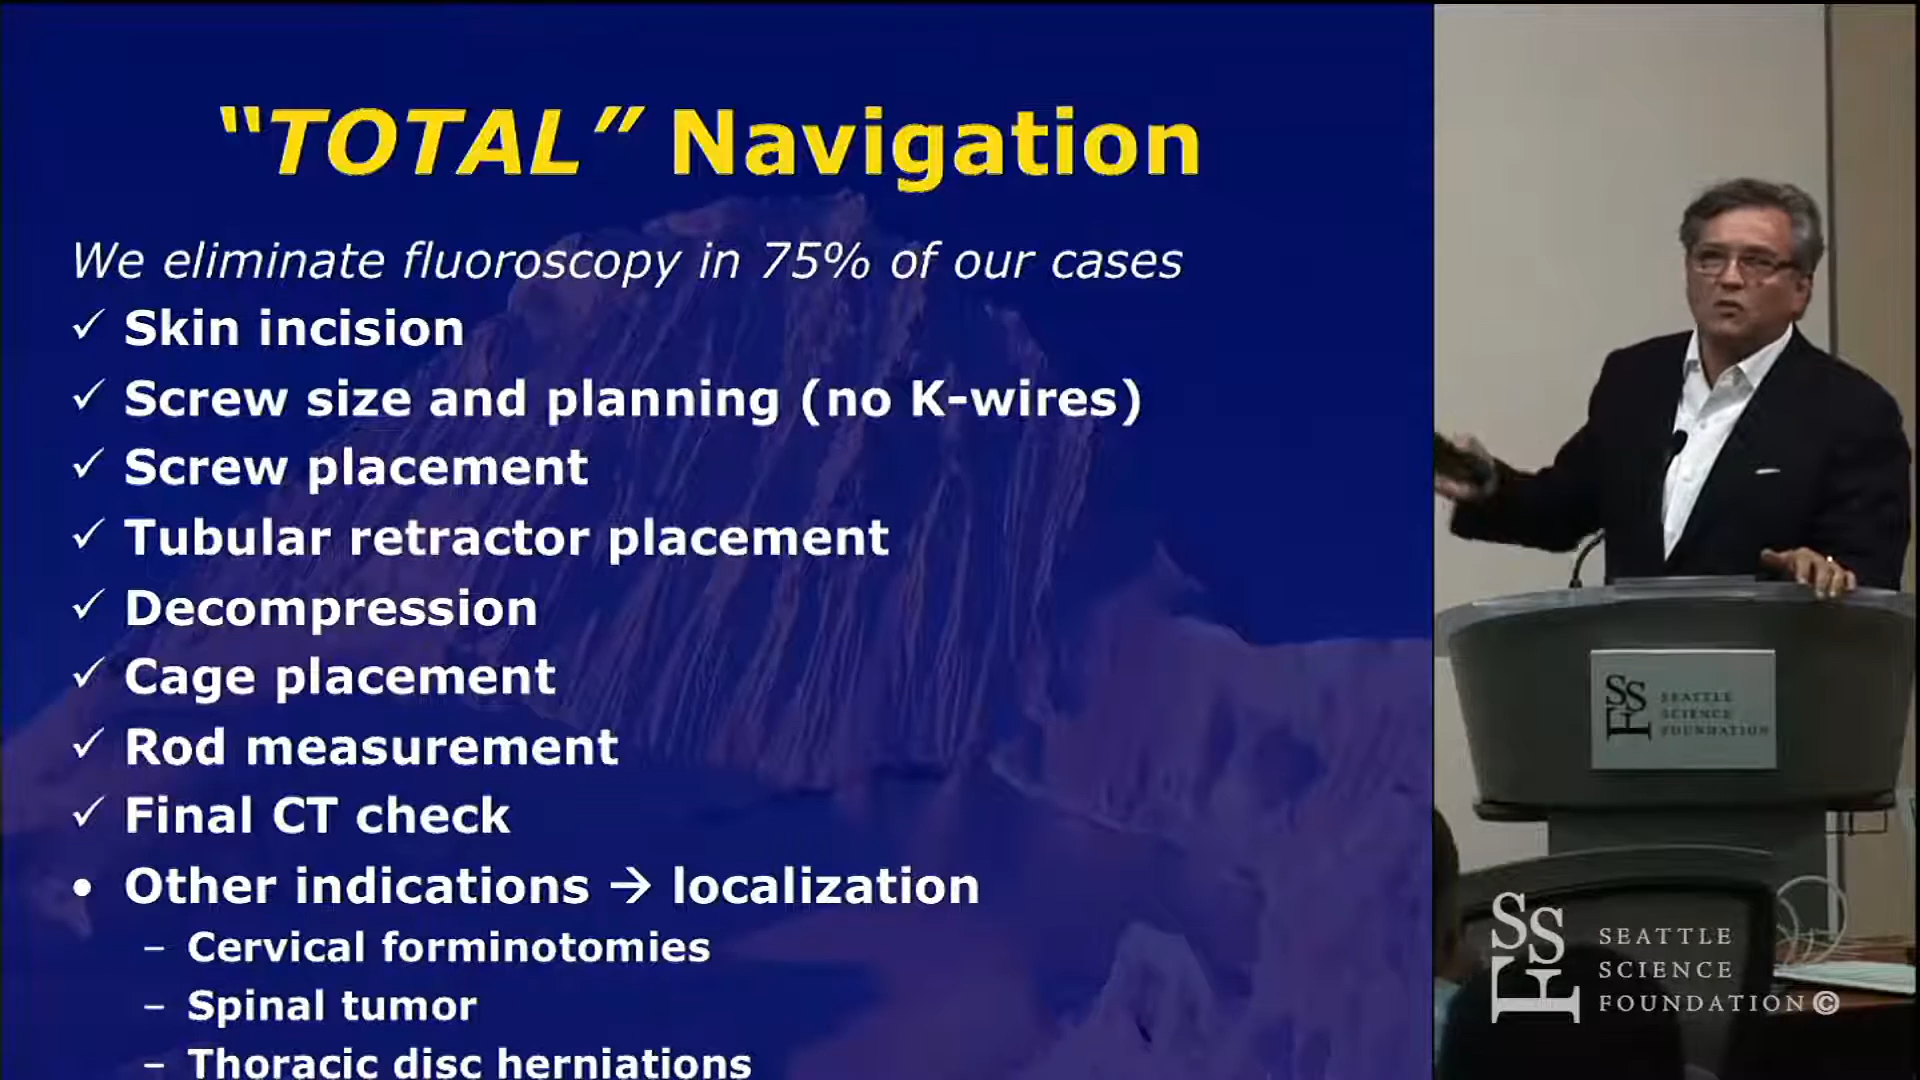 “TOTAL” Navigation
We eliminate fluoroscopy in 75% of our cases
✓ Skin incision
✓ Screw size and planning (no K-wires)
✓ Screw placement
✓ Tubular retractor placement
✓ Decompression
✓ Cage placement
✓ Rod measurement
✓ Final CT check
• Other indications → localization
– Cervical forminotomies
– Spinal tumor
– Thoracic disc herniations
SSF
SEATTLE
SCIENCE
FOUNDATION
SSF
SEATTLE
SCIENCE
FOUNDATION©